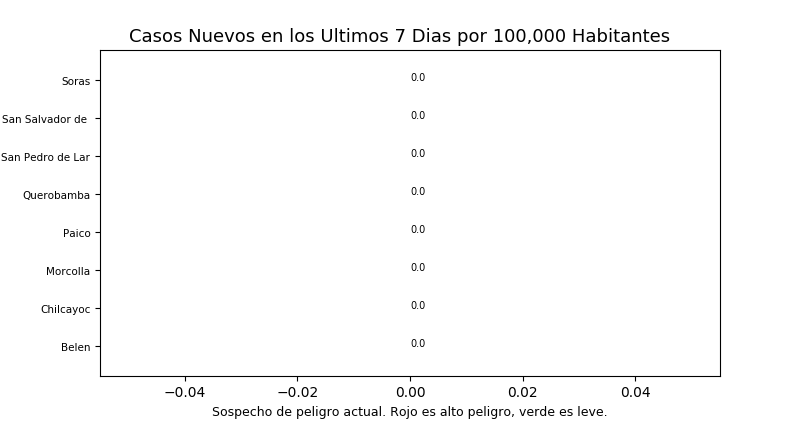 Casos Nuevos en los Ultimos 7 Dias por 100,000 Habitantes
Soras 0.0
San Salvador de 0.0
San Pedro de Lar 0.0
Querobamba 0.0
Paico 0.0
Morcolla 0.0
Chilcayoc 0.0
Belen 0.0
−0.04 −0.02 0.00 0.02 0.04
Sospecho de peligro actual. Rojo es alto peligro, verde es leve.